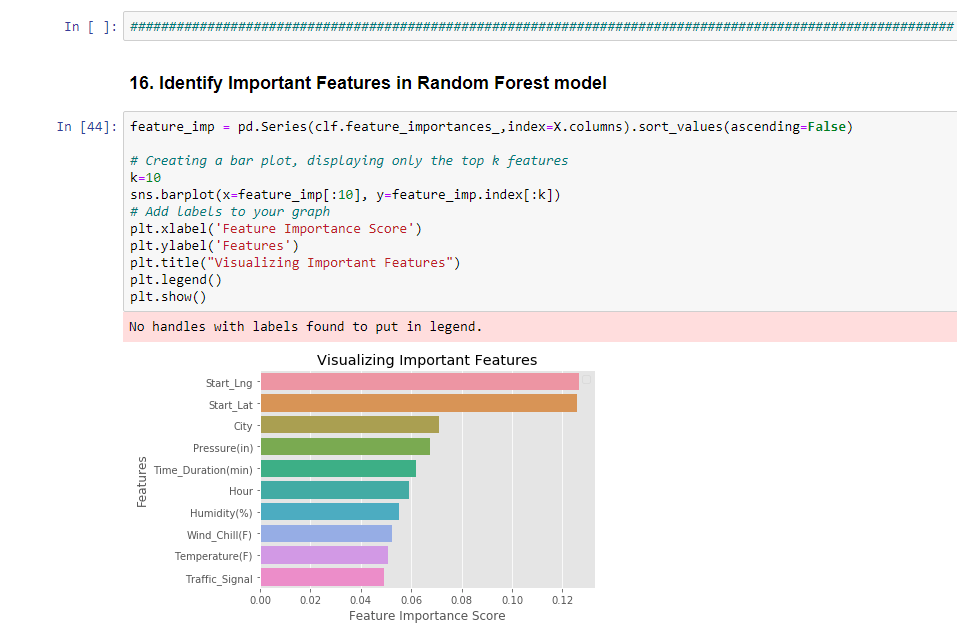 In [ ]: ###########################################################################################################
16. Identify Important Features in Random Forest model
In [44]: feature_imp = pd.Series(clf.feature_importances_,index=X.columns).sort_values(ascending=False)
# Creating a bar plot, displaying only the top k features
k=10
sns.barplot(x=feature_imp[:10], y=feature_imp.index[:k])
# Add labels to your graph
plt.xlabel('Feature Importance Score')
plt.ylabel('Features')
plt.title("Visualizing Important Features")
plt.legend()
plt.show()
No handles with labels found to put in legend.
Visualizing Important Features
Features
Start_Lng
Start_Lat
City
Pressure(in)
Time_Duration(min)
Hour
Humidity(%)
Wind_Chill(F)
Temperature(F)
Traffic_Signal
0.00 0.02 0.04 0.06 0.08 0.10 0.12
Feature Importance Score